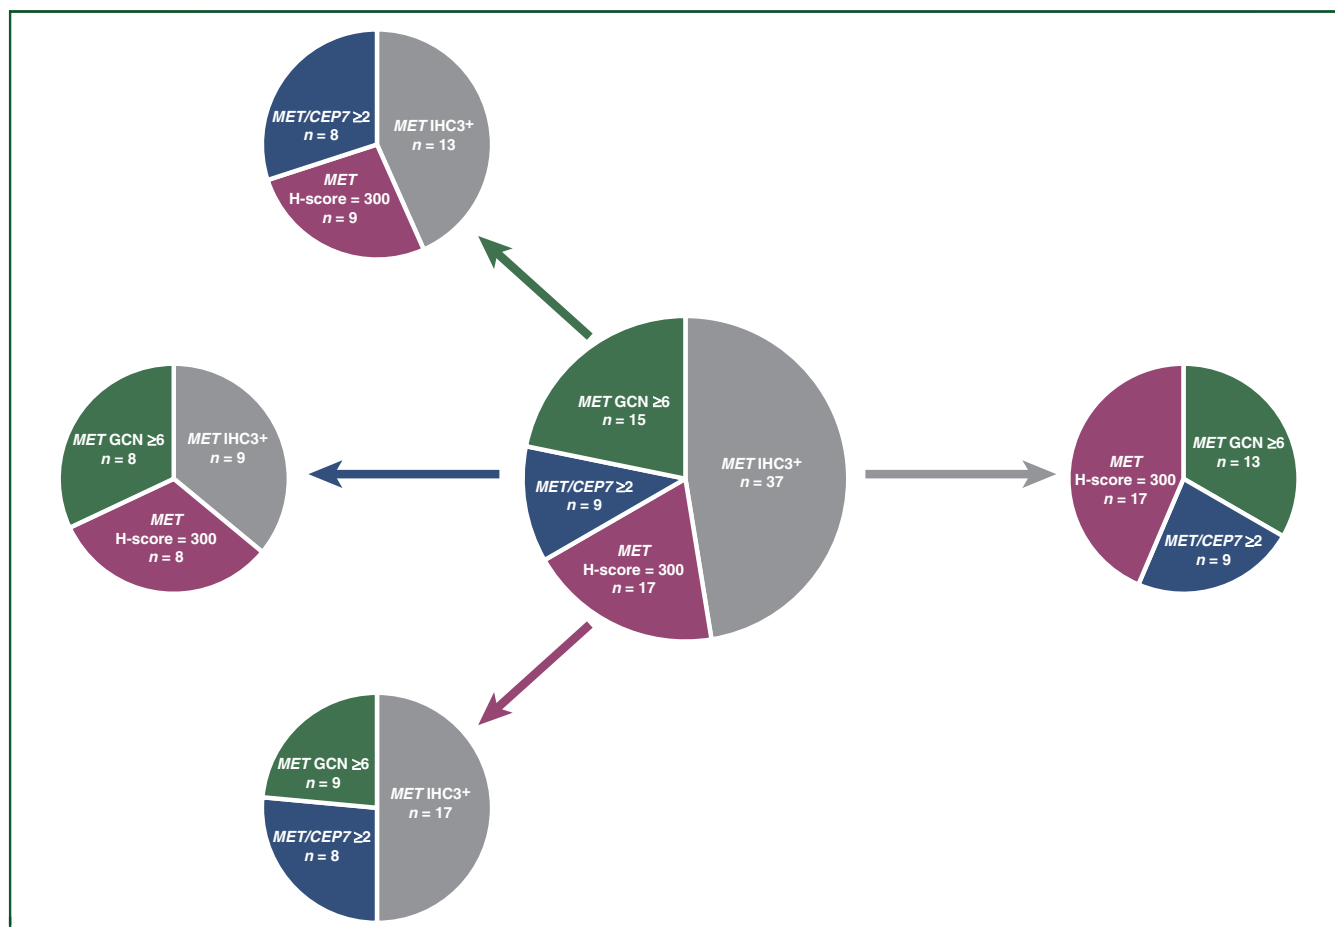 MET/CEP7 ≥2
n = 8
MET IHC3+
n = 13
MET
H-score = 300
n = 9
MET GCN ≥6
n = 15
MET IHC3+
n = 37
MET/CEP7 ≥2
n = 9
MET
H-score = 300
n = 17
MET GCN ≥6
n = 8
MET IHC3+
n = 9
MET
H-score = 300
n = 8
MET
H-score = 300
n = 17
MET GCN ≥6
n = 13
MET/CEP7 ≥2
n = 9
MET GCN ≥6
n = 9
MET IHC3+
n = 17
MET/CEP7 ≥2
n = 8